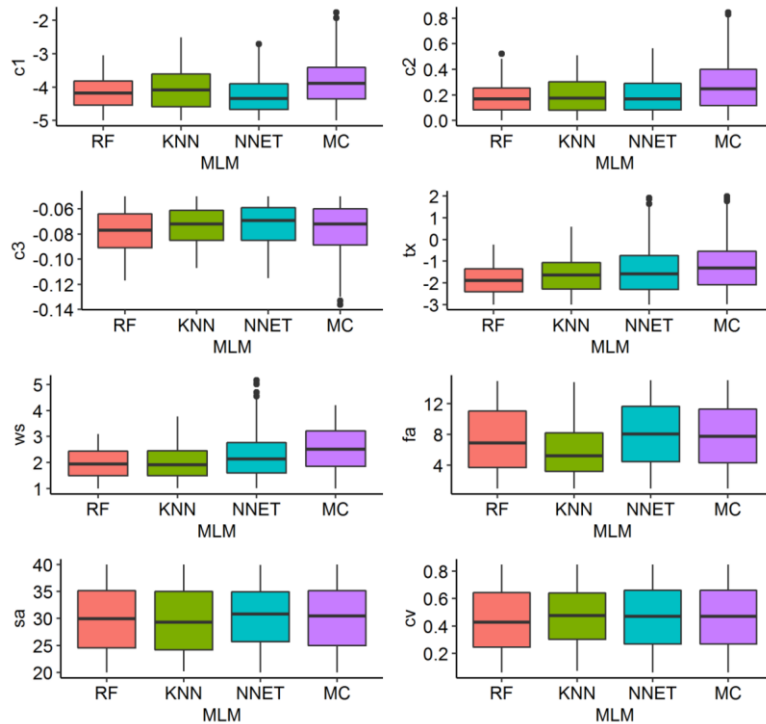 c1
-2
-3
-4
-5
RF KNN NNET MC
MLM
c2
0.8
0.6
0.4
0.2
0.0
RF KNN NNET MC
MLM
c3
-0.06
-0.08
-0.10
-0.12
-0.14
RF KNN NNET MC
MLM
tx
2
1
0
-1
-2
-3
RF KNN NNET MC
MLM
ws
5
4
3
2
1
RF KNN NNET MC
MLM
fa
12
8
4
RF KNN NNET MC
MLM
sa
40
35
30
25
20
RF KNN NNET MC
MLM
cv
0.8
0.6
0.4
0.2
RF KNN NNET MC
MLM